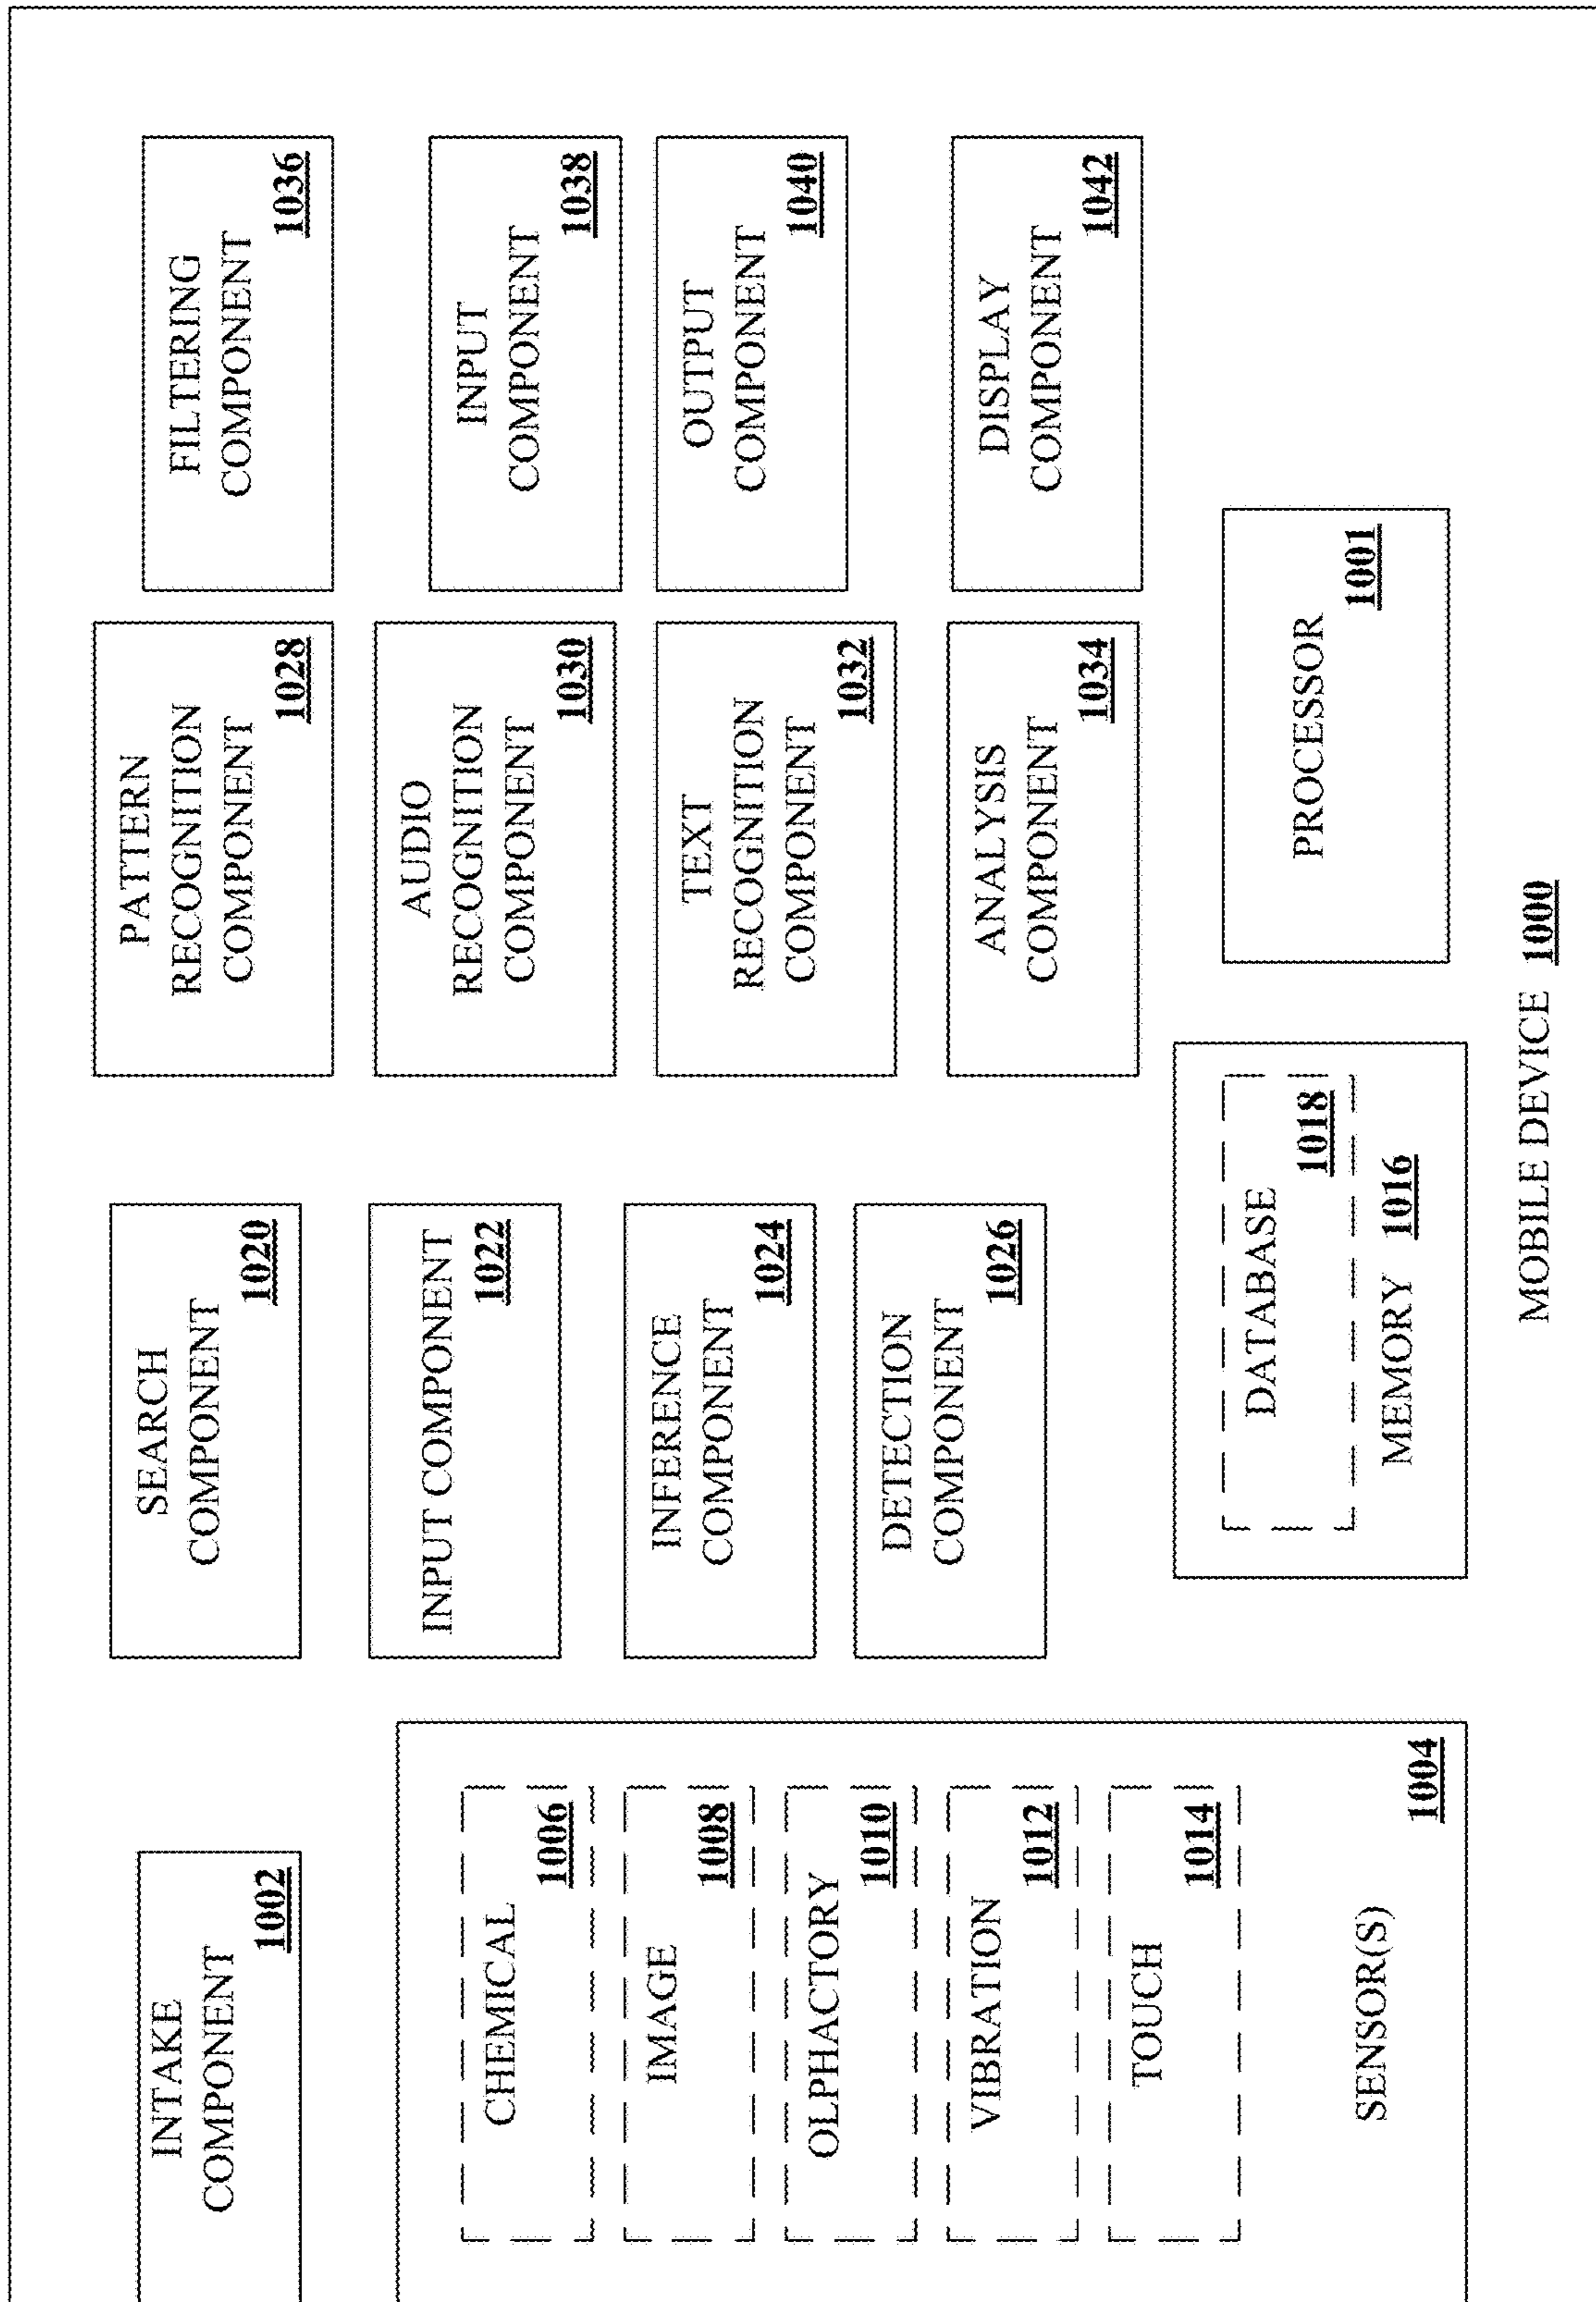 INTAKE
COMPONENT
1002
CHEMICAL
1006
IMAGE
1008
OLPHACTORY
1010
VIBRATION
1012
TOUCH
1014
SENSOR(S)
1004
SEARCH
COMPONENT
1020
INPUT COMPONENT
1022
INFERENCE
COMPONENT
1024
DETECTION
COMPONENT
1026
DATABASE
1018
MEMORY 1016
PATTERN
RECOGNITION
COMPONENT
1028
AUDIO
RECOGNITION
COMPONENT
1030
TEXT
RECOGNITION
COMPONENT
1032
ANALYSIS
COMPONENT
1034
PROCESSOR
1001
FILTERING
COMPONENT
1036
INPUT
COMPONENT
1038
OUTPUT
COMPONENT
1040
DISPLAY
COMPONENT
1042
MOBILE DEVICE 1000